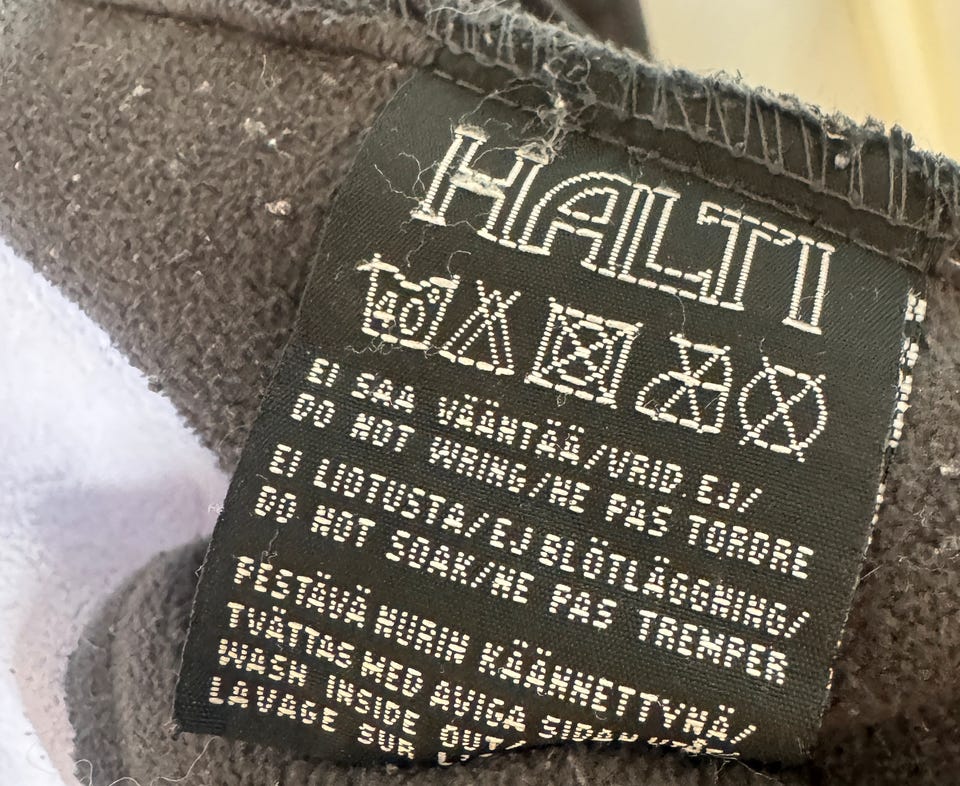 HALTI
40°
EI SAA VÄÄNTÄÄ/VRID.EJ/
DO NOT WRING/NE PAS TORDRE
EI LIOTUSTA/EJ BLÖTLÄGGNING/
DO NOT SOAK/NE PAS TREMPER
PESTÄVÄ NURIN KÄÄNNETTYNÄ/
TVÄTTAS MED AVIGA SIDAN
WASH INSIDE OUT/
LAVAGE SUR